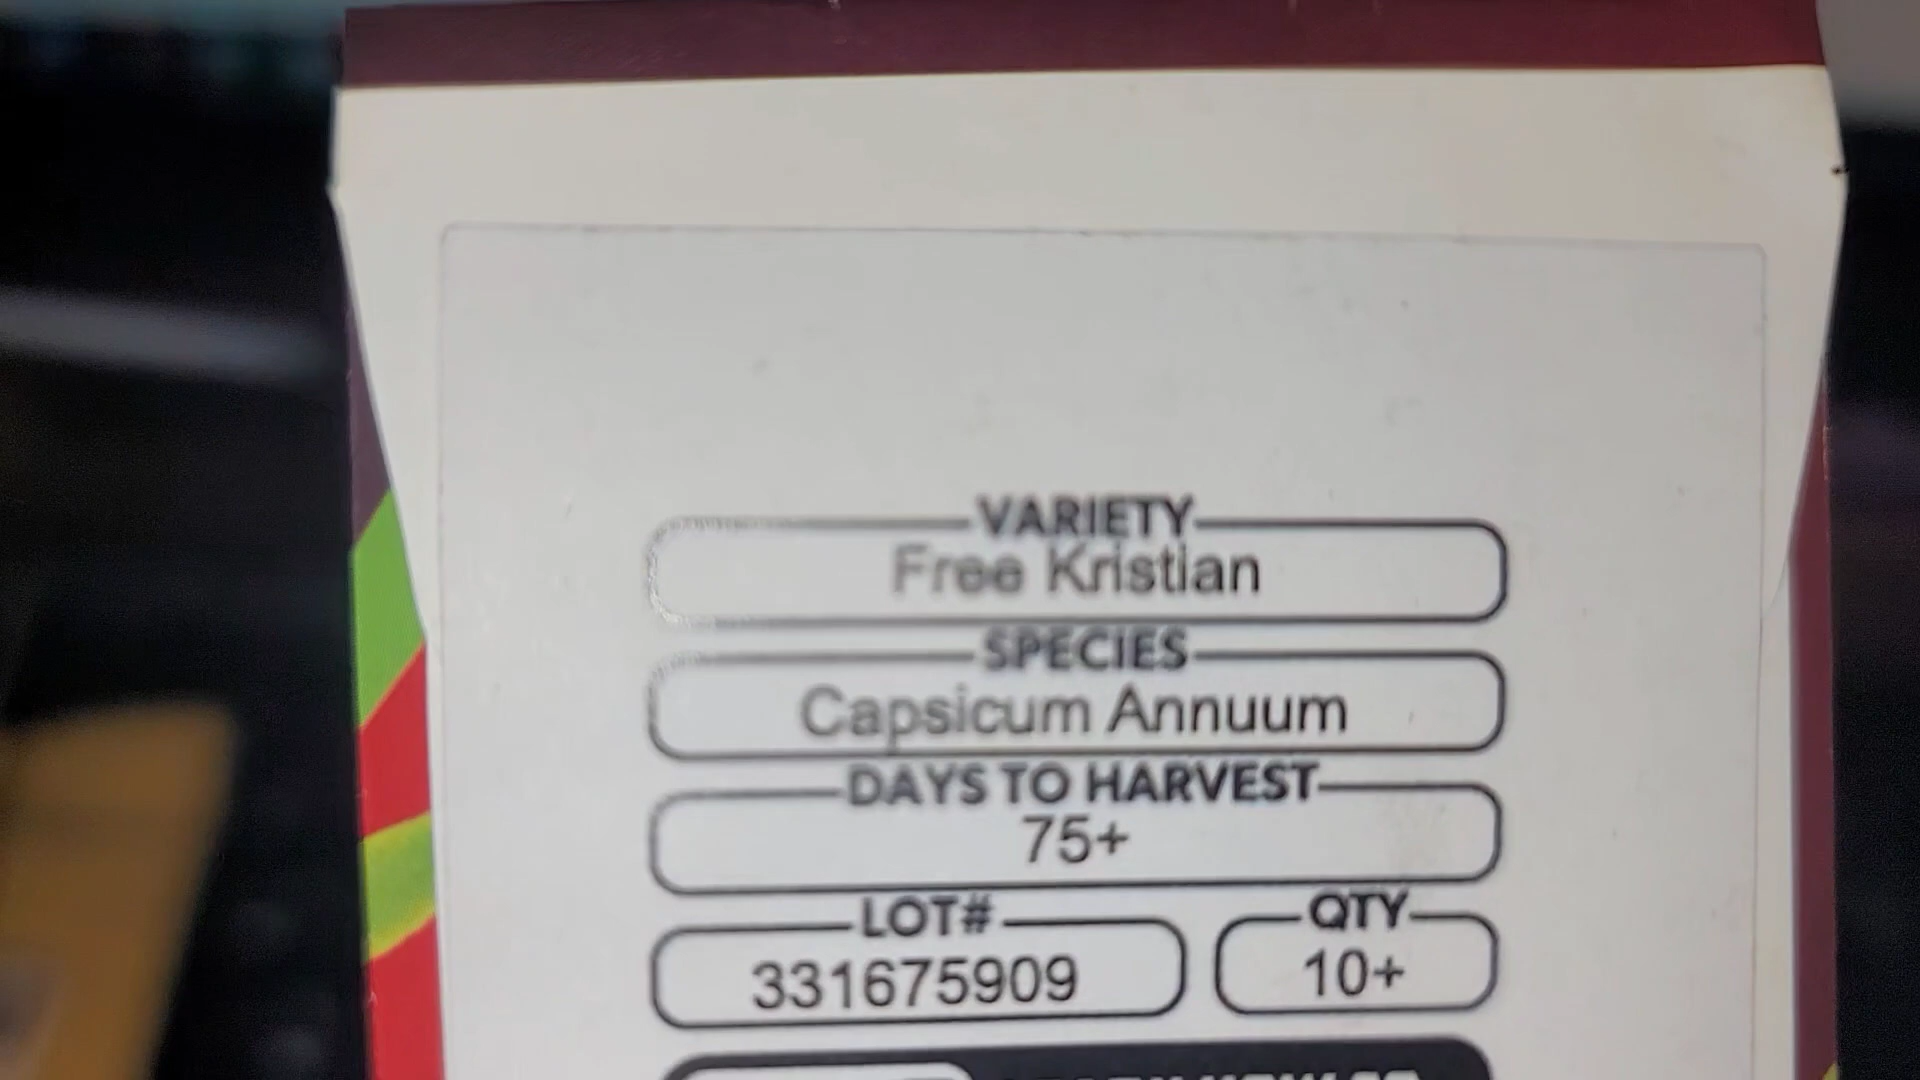 VARIETY
Free Kristian
SPECIES
Capsicum Annuum
DAYS TO HARVEST
75+
LOT# QTY
331675909 10+